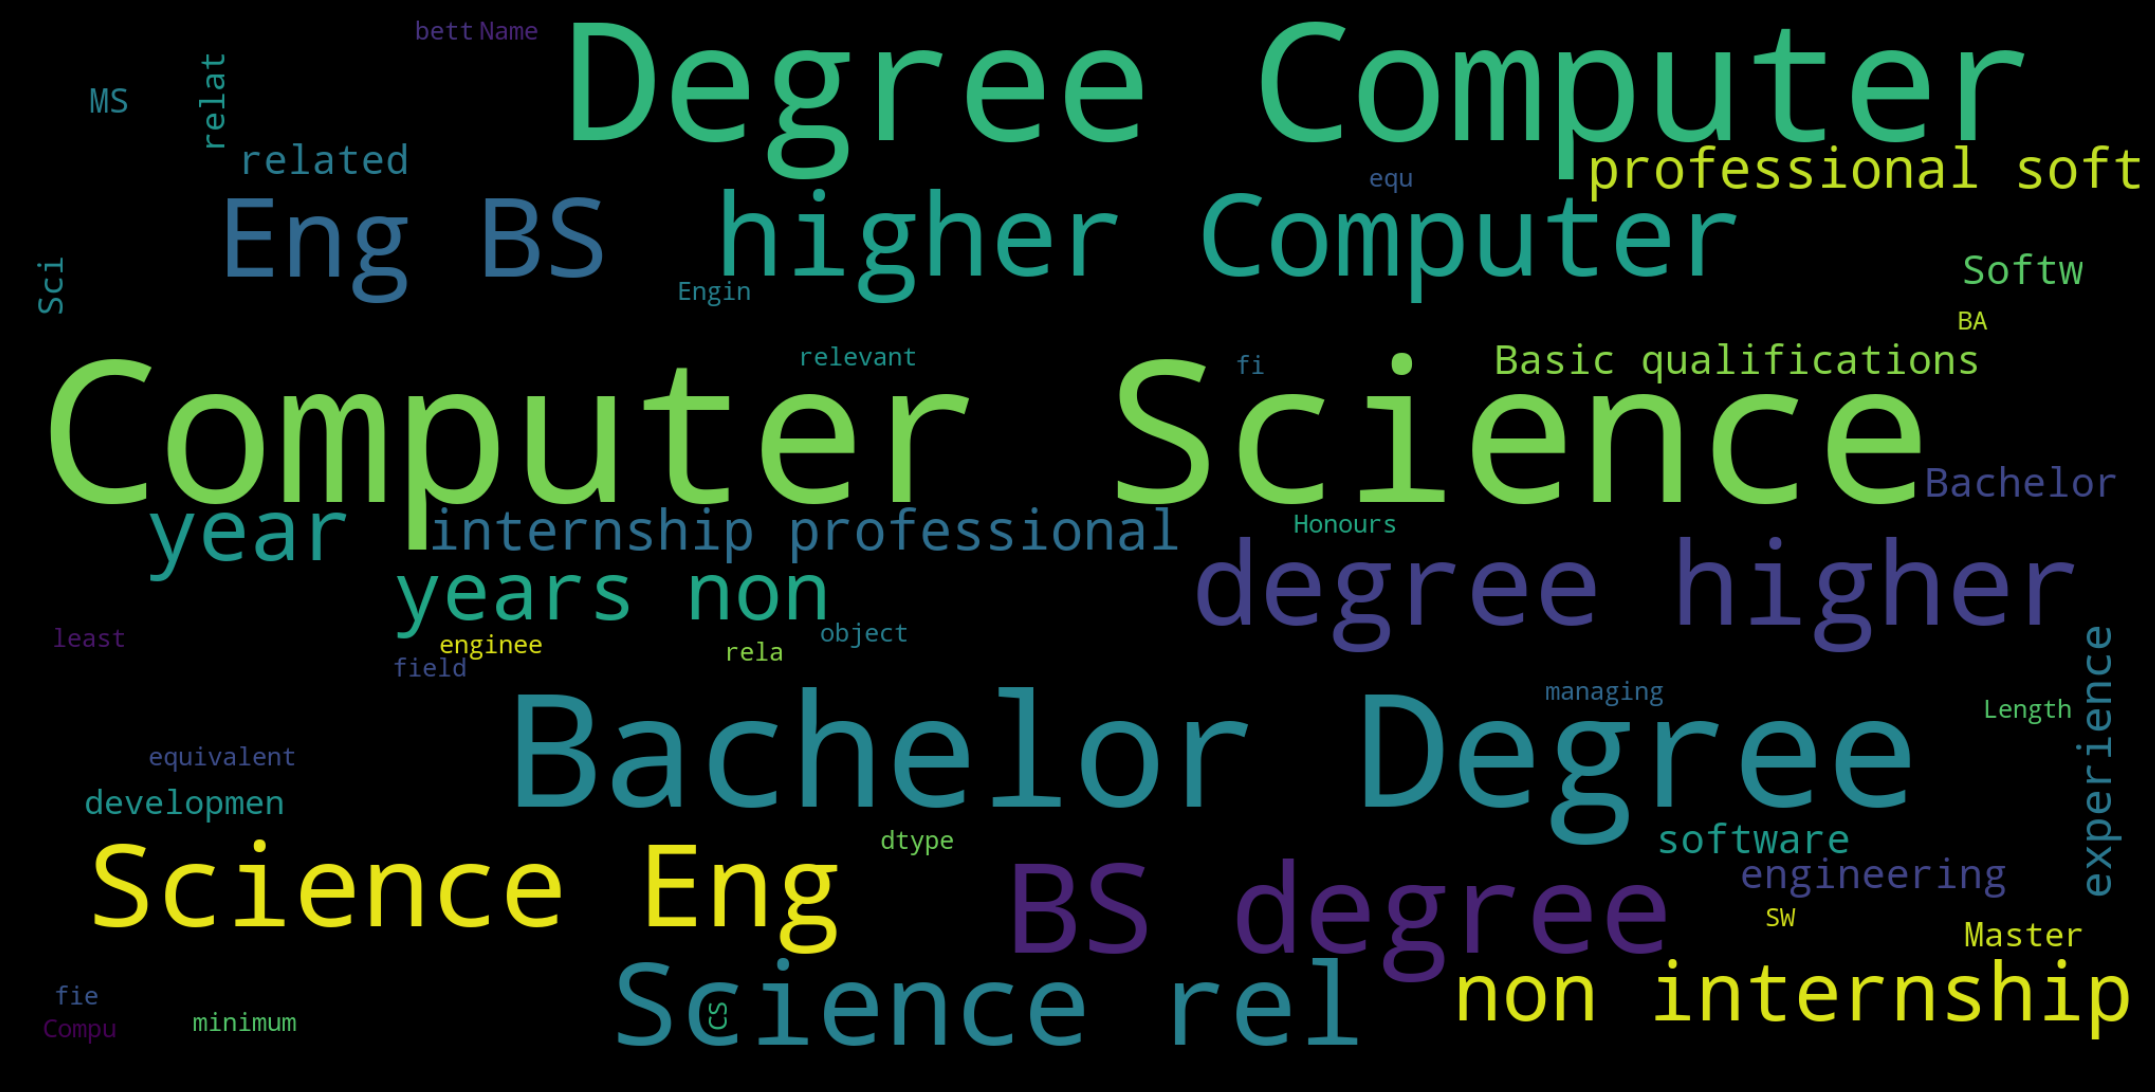 bett Name
Degree Computer
MS
relat
related
professional soft
equ
Eng BS
higher Computer
Sci
Engin
Softw
BA
relevant
fi
Basic qualifications
Computer Science
Bachelor
year
internship professional
Honours
years non
degree higher
least
enginee
rela
object
field
experience
managing
Length
Bachelor Degree
equivalent
developmen
dtype
software
Science Eng
BS degree
engineering
SW
Master
Science rel
non internship
fie
CS
Compu
minimum